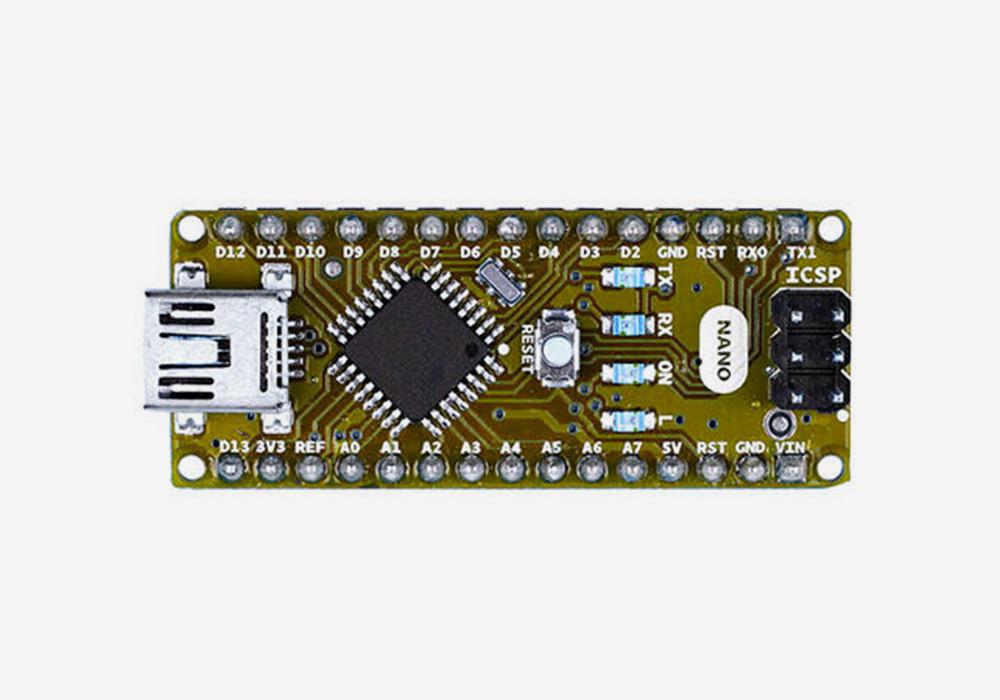 D12 D11 D10 D9 D8 D7 D6 D5 D4 D3 D2 GND RST RX0 TX1
ICSP
TX
RX
RESET
NANO
ON
L
D13 3V3 REF A0 A1 A2 A3 A4 A5 A6 A7 5V RST GND VIN